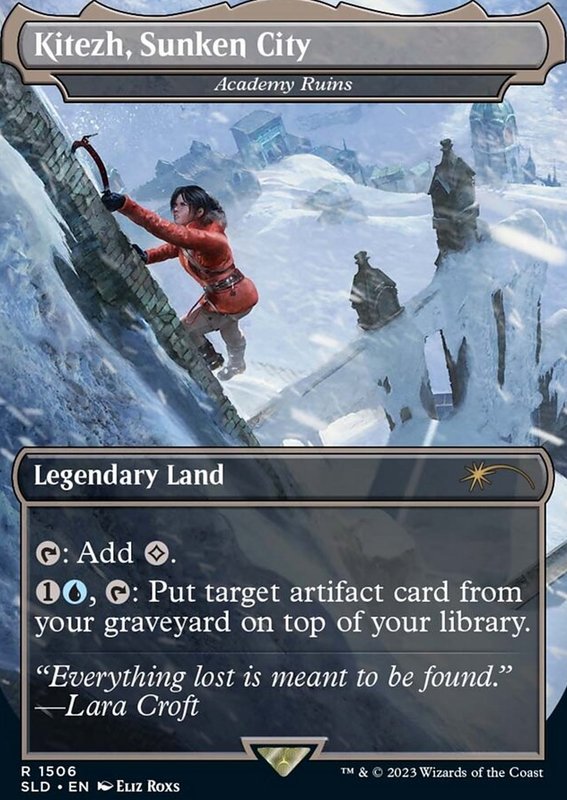 Kitezh, Sunken City
Academy Ruins
Legendary Land
: Add .
1, : Put target artifact card from
your graveyard on top of your library.
“Everything lost is meant to be found.”
—Lara Croft
R 1506
SLD • EN Eliz Roxs
™ & © 2023 Wizards of the Coast